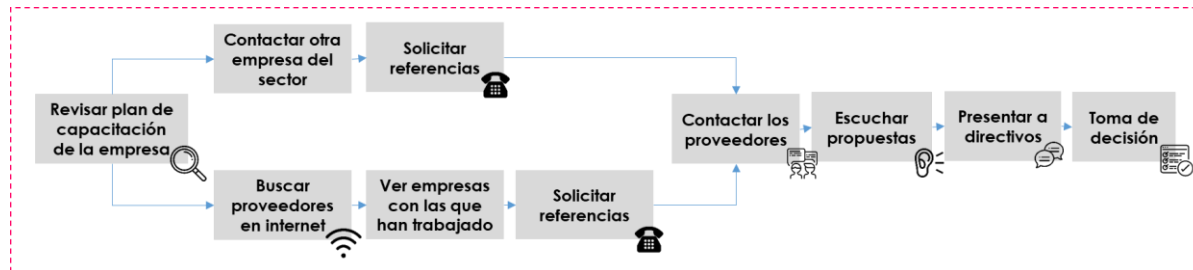 Revisar plan de
capacitación
de la empresa
Contactar otra
empresa del
sector
Solicitar
referencias
Buscar
proveedores
en internet
Ver empresas
con las que
han trabajado
Solicitar
referencias
Contactar los
proveedores
Escuchar
propuestas
Presentar a
directivos
Toma de
decisión